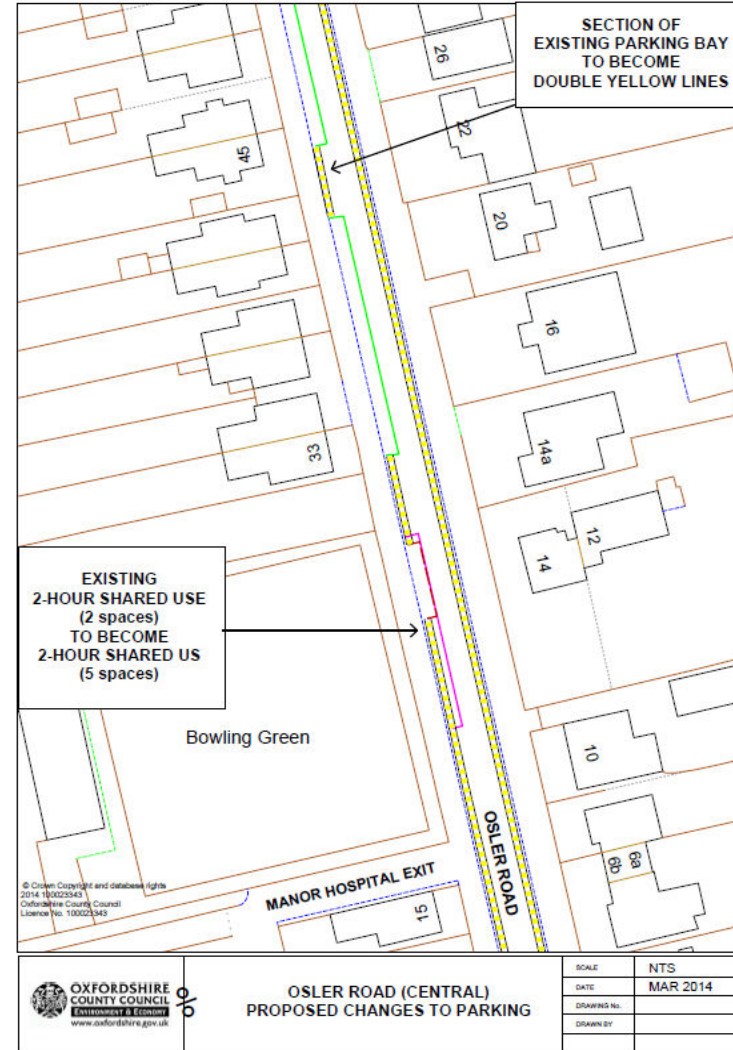 SECTION OF
EXISTING PARKING BAY
TO BECOME
DOUBLE YELLOW LINES
26
22
45
20
16
33
14a
12
14
EXISTING
2-HOUR SHARED USE
(2 spaces)
TO BECOME
2-HOUR SHARED US
(5 spaces)
Bowling Green
10
OSLER ROAD
6a
6b
MANOR HOSPITAL EXIT
15
© Crown Copyright and database rights
2014 100023343
Oxfordshire County Council
Licence No. 100023343
OXFORDSHIRE
COUNTY COUNCIL
ENVIRONMENT & ECONOMY
www.oxfordshire.gov.uk
o/o
OSLER ROAD (CENTRAL)
PROPOSED CHANGES TO PARKING
SCALE NTS
DATE MAR 2014
DRAWING No.
DRAWN BY